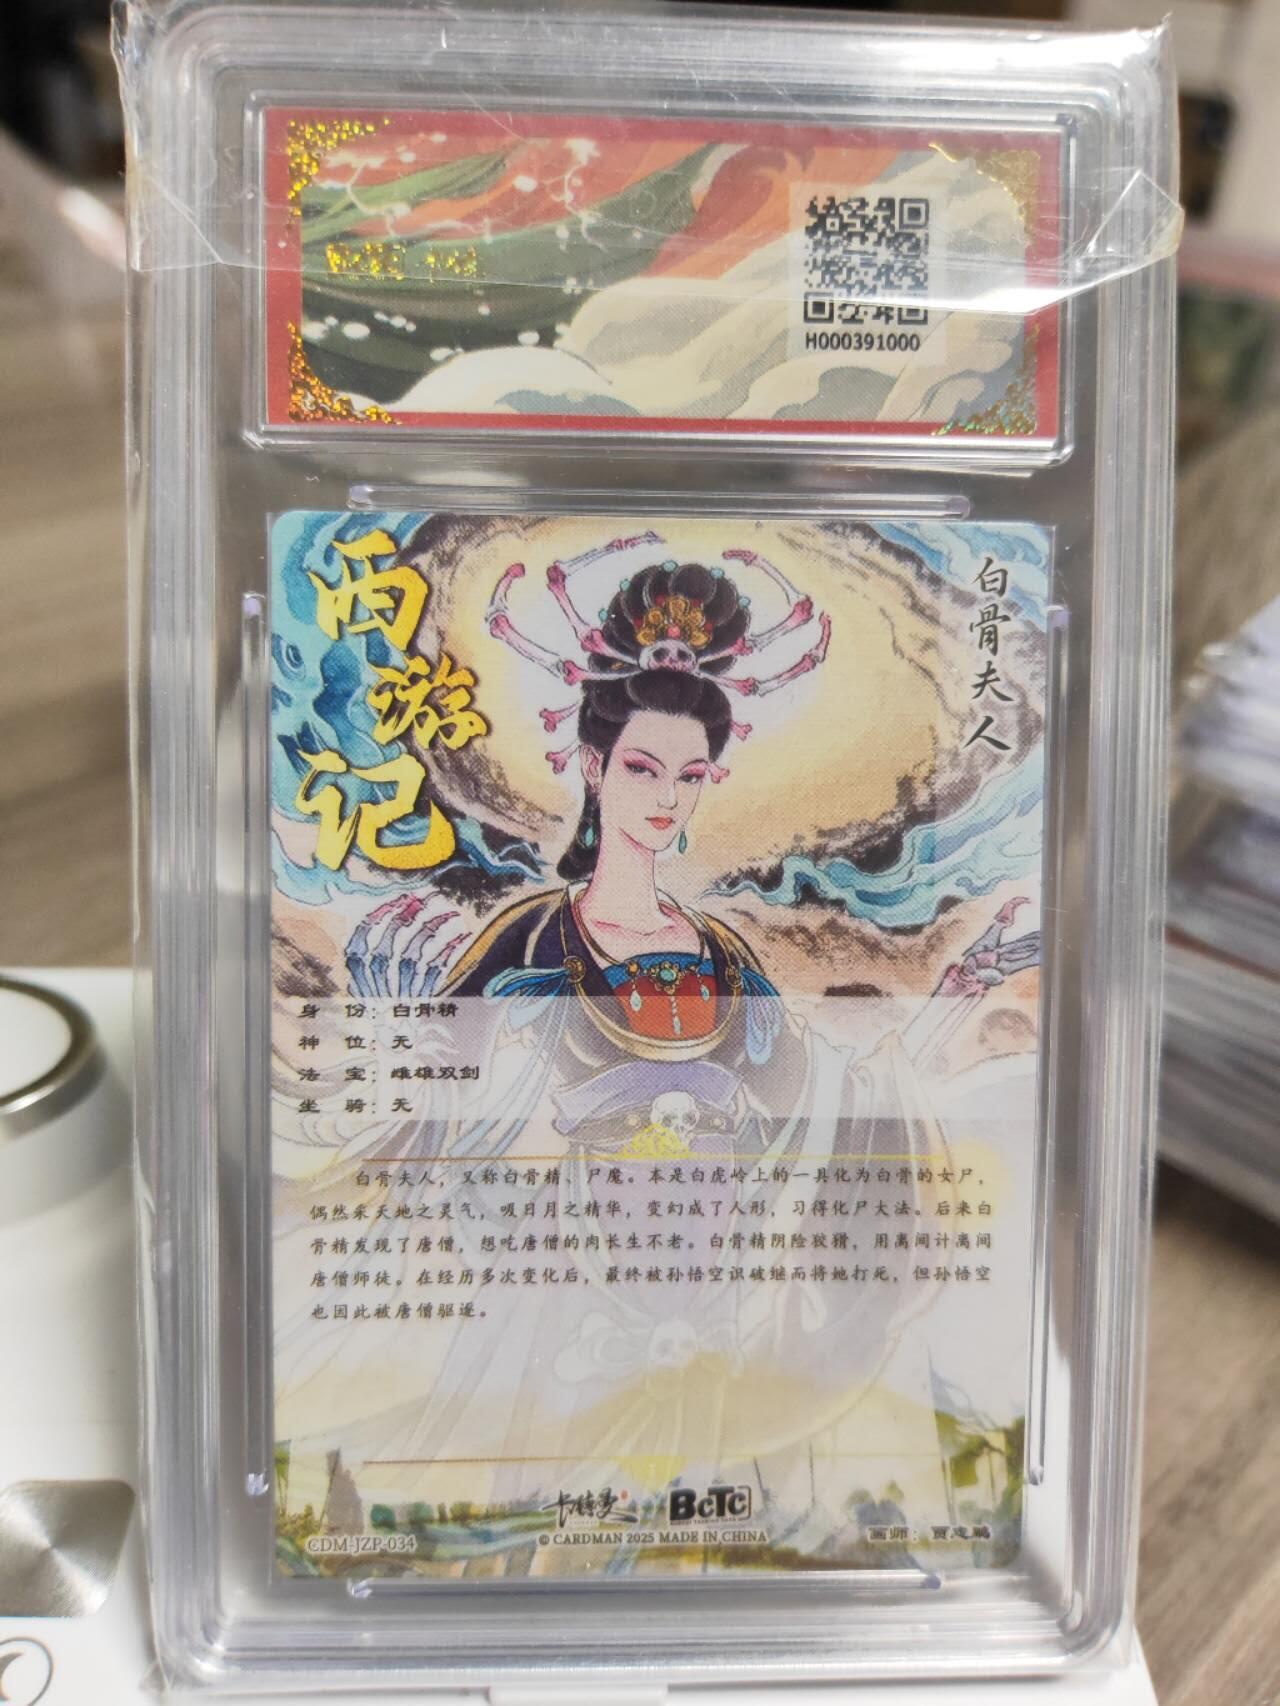 H000391000
西游记
白骨夫人
身 份：白骨精
神 位：无
法 宝：雌雄双剑
坐 骑：无
白骨夫人，又称白骨精、尸魔。本是白虎岭上的一具化为白骨的女尸，
偶然采天地之灵气，吸日月之精华，变幻成了人形，习得化尸大法。后来白
骨精发现了唐僧，想吃唐僧的肉长生不老。白骨精阴险狡猾，用离间计离间
唐僧师徒。在经历多次变化后，最终被孙悟空识破继而将她打死，但孙悟空
也因此被唐僧驱逐。
卡德曼 BCTC
CDM-JZP-034
© CARDMAN 2025 MADE IN CHINA
画师：贾志鹏